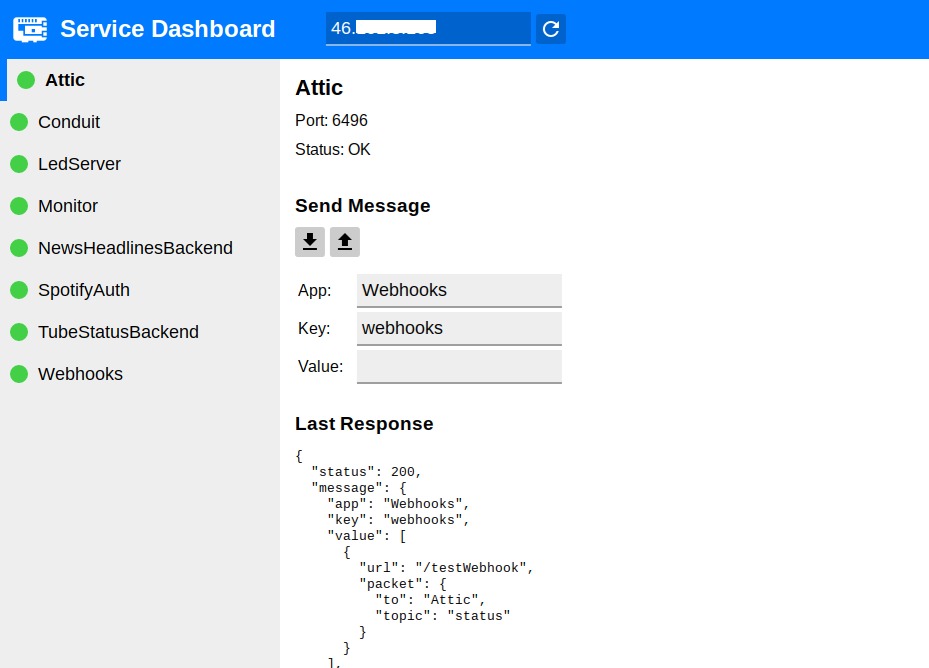 Service Dashboard
46.
Attic
Conduit
LedServer
Monitor
NewsHeadlinesBackend
SpotifyAuth
TubeStatusBackend
Webhooks
Attic
Port: 6496
Status: OK
Send Message
App: Webhooks
Key: webhooks
Value:
Last Response
{
"status": 200,
"message": {
"app": "Webhooks",
"key": "webhooks",
"value": [
{
"url": "/testWebhook",
"packet": {
"to": "Attic",
"topic": "status"
}
}
],